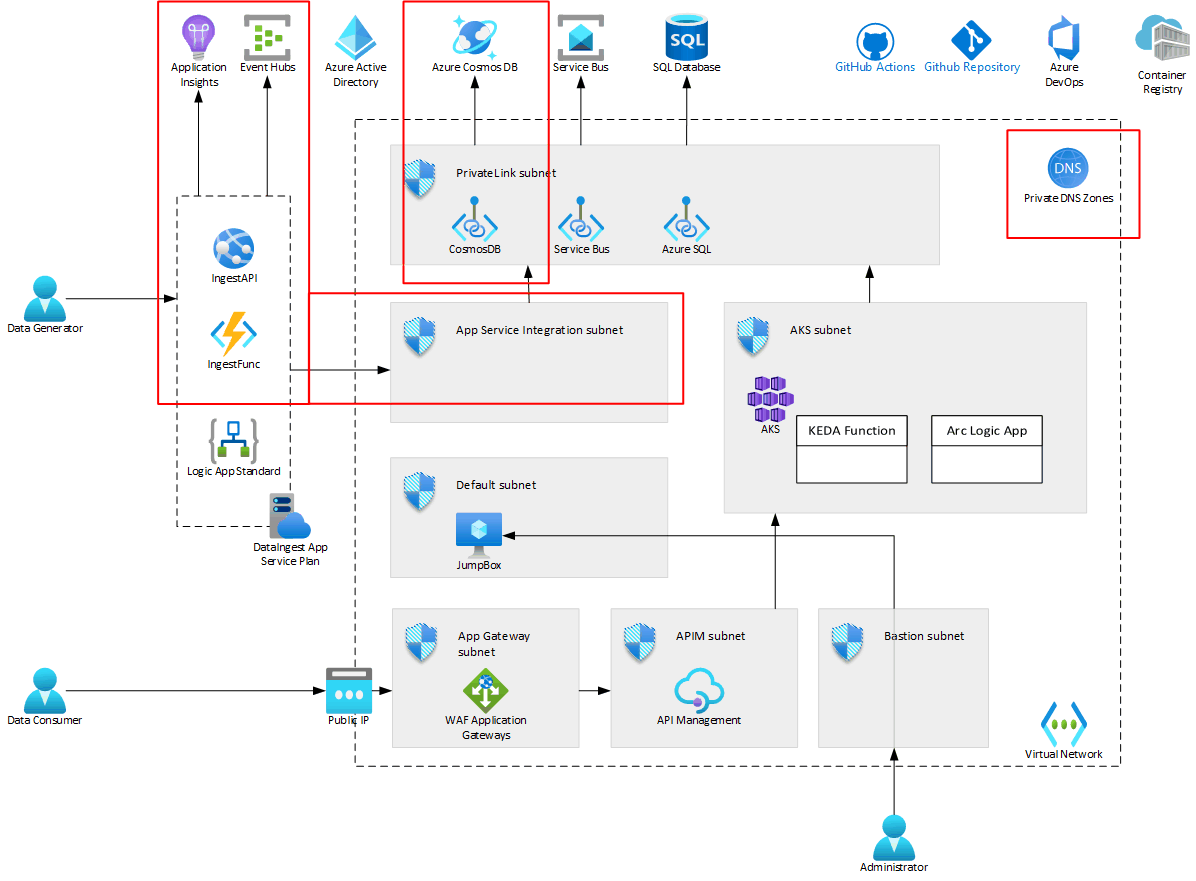 Application
Insights
Event Hubs
Azure Active
Directory
Azure Cosmos DB
Service Bus
SQL
SQL Database
GitHub Actions
Github Repository
Azure
DevOps
Container
Registry
PrivateLink subnet
DNS
Private DNS Zones
CosmosDB
Service Bus
Azure SQL
IngestAPI
Data Generator
IngestFunc
App Service Integration subnet
AKS subnet
AKS
KEDA Function
Arc Logic App
Logic App Standard
Default subnet
JumpBox
DataIngest App
Service Plan
App Gateway
subnet
APIM subnet
Bastion subnet
Data Consumer
Public IP
WAF Application
Gateways
API Management
Virtual Network
Administrator